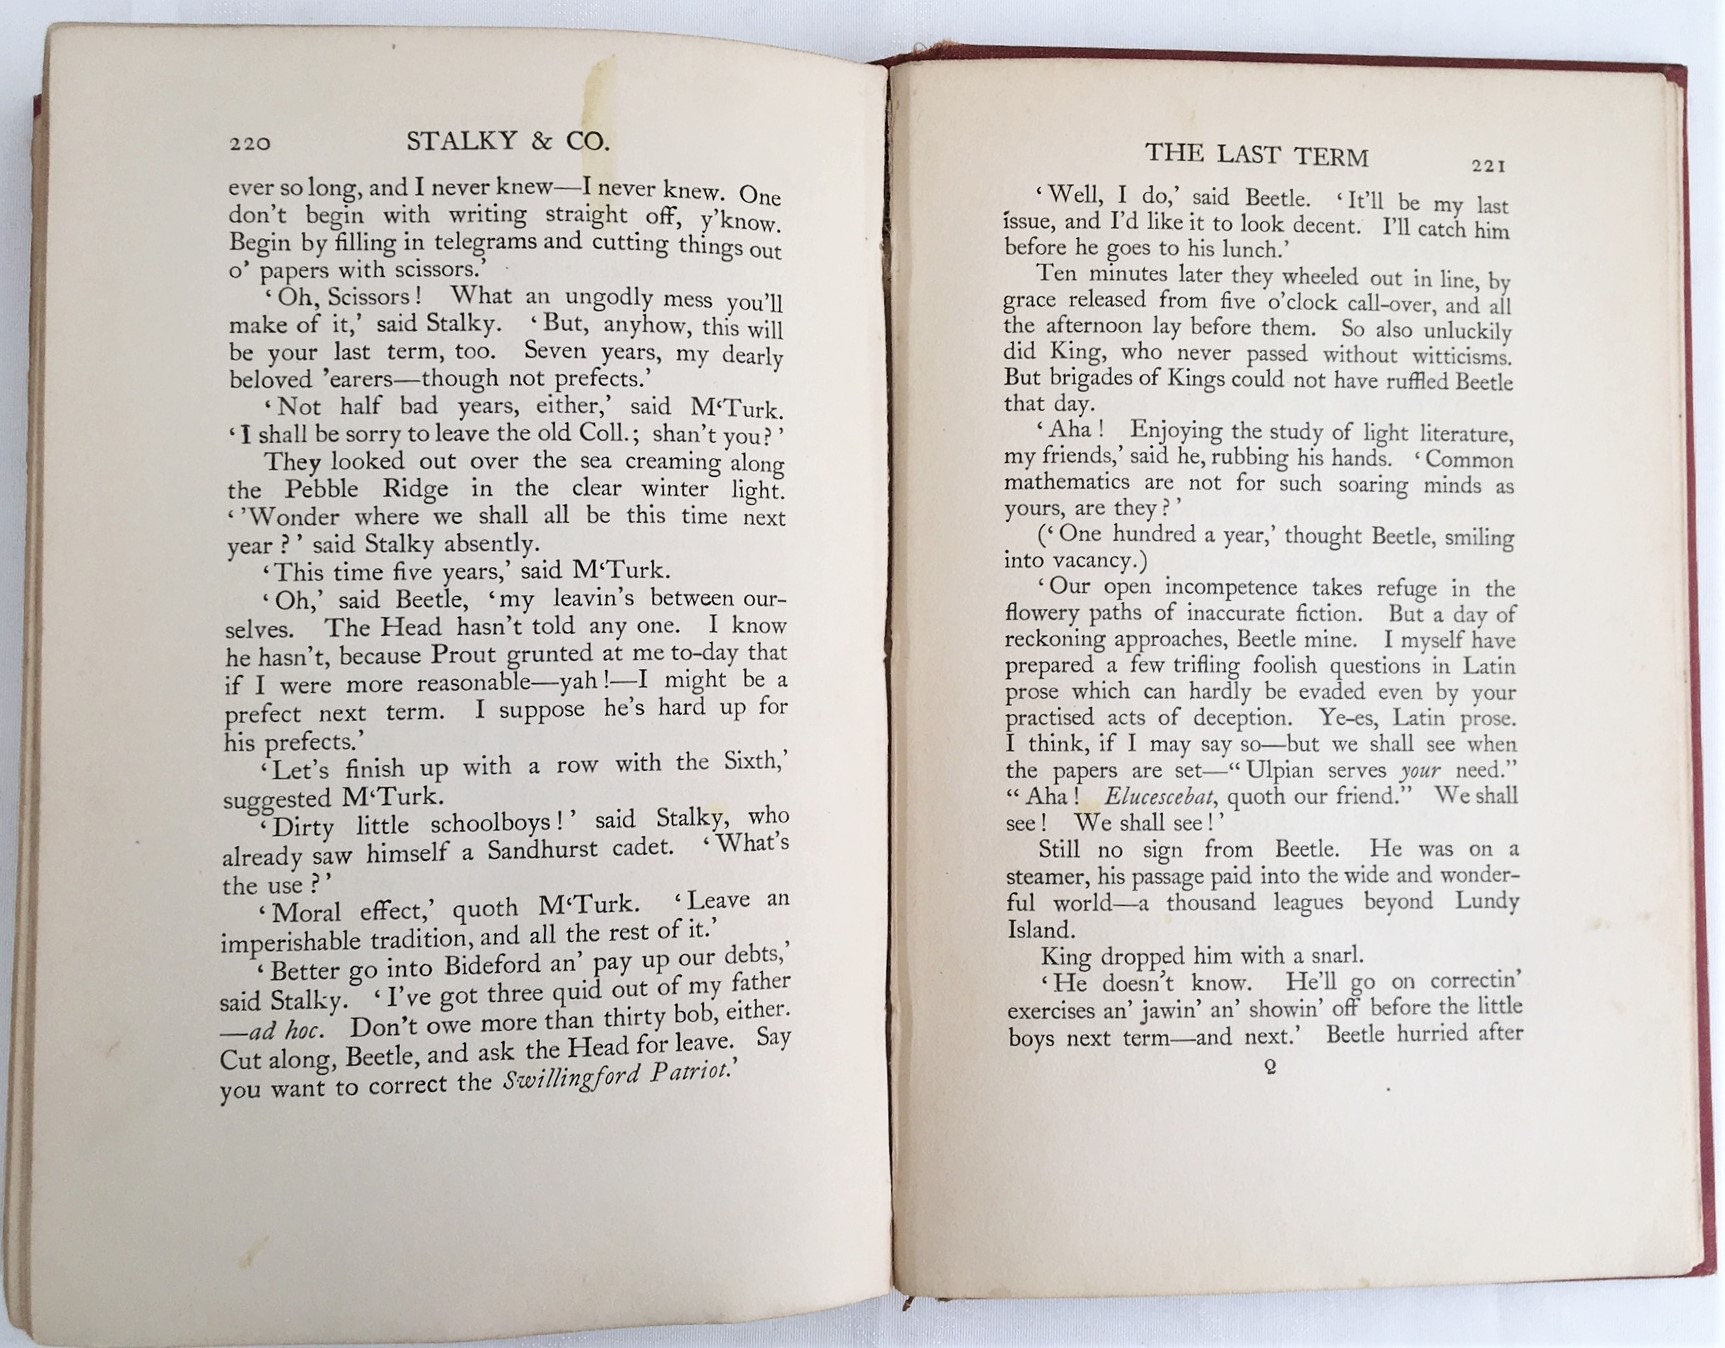 220
STALKY & CO.
ever so long, and I never knew—I never knew. One
don't begin with writing straight off, y'know.
Begin by filling in telegrams and cutting things out
o' papers with scissors.'
‘Oh, Scissors! What an ungodly mess you'll
make of it,’ said Stalky. ‘But, anyhow, this will
be your last term, too. Seven years, my dearly
beloved ’earers—though not prefects.’
‘Not half bad years, either,’ said M‘Turk.
‘I shall be sorry to leave the old Coll.; shan't you?’
They looked out over the sea creaming along
the Pebble Ridge in the clear winter light.
‘’Wonder where we shall all be this time next
year?’ said Stalky absently.
‘This time five years,’ said M‘Turk.
‘Oh,’ said Beetle, ‘my leavin's between our-
selves. The Head hasn't told any one. I know
he hasn't, because Prout grunted at me to-day that
if I were more reasonable—yah!—I might be a
prefect next term. I suppose he's hard up for
his prefects.’
‘Let's finish up with a row with the Sixth,’
suggested M‘Turk.
‘Dirty little schoolboys!’ said Stalky, who
already saw himself a Sandhurst cadet. ‘What's
the use?’
‘Moral effect,’ quoth M‘Turk. ‘Leave an
imperishable tradition, and all the rest of it.’
‘Better go into Bideford an’ pay up our debts,’
said Stalky. ‘I've got three quid out of my father
—ad hoc. Don't owe more than thirty bob, either.
Cut along, Beetle, and ask the Head for leave. Say
you want to correct the Swillingford Patriot.’
THE LAST TERM
221
‘Well, I do,’ said Beetle. ‘It'll be my last
issue, and I'd like it to look decent. I'll catch him
before he goes to his lunch.’
Ten minutes later they wheeled out in line, by
grace released from five o'clock call-over, and all
the afternoon lay before them. So also unluckily
did King, who never passed without witticisms.
But brigades of Kings could not have ruffled Beetle
that day.
‘Aha! Enjoying the study of light literature,
my friends,’ said he, rubbing his hands. ‘Common
mathematics are not for such soaring minds as
yours, are they?’
(‘One hundred a year,’ thought Beetle, smiling
into vacancy.)
‘Our open incompetence takes refuge in the
flowery paths of inaccurate fiction. But a day of
reckoning approaches, Beetle mine. I myself have
prepared a few trifling foolish questions in Latin
prose which can hardly be evaded even by your
practised acts of deception. Ye-es, Latin prose.
I think, if I may say so—but we shall see when
the papers are set—“Ulpian serves your need.”
“Aha! Elucescebat, quoth our friend.” We shall
see! We shall see!’
Still no sign from Beetle. He was on a
steamer, his passage paid into the wide and wonder-
ful world—a thousand leagues beyond Lundy
Island.
King dropped him with a snarl.
‘He doesn't know. He'll go on correctin’
exercises an’ jawin’ an’ showin’ off before the little
boys next term—and next.’ Beetle hurried after
Q